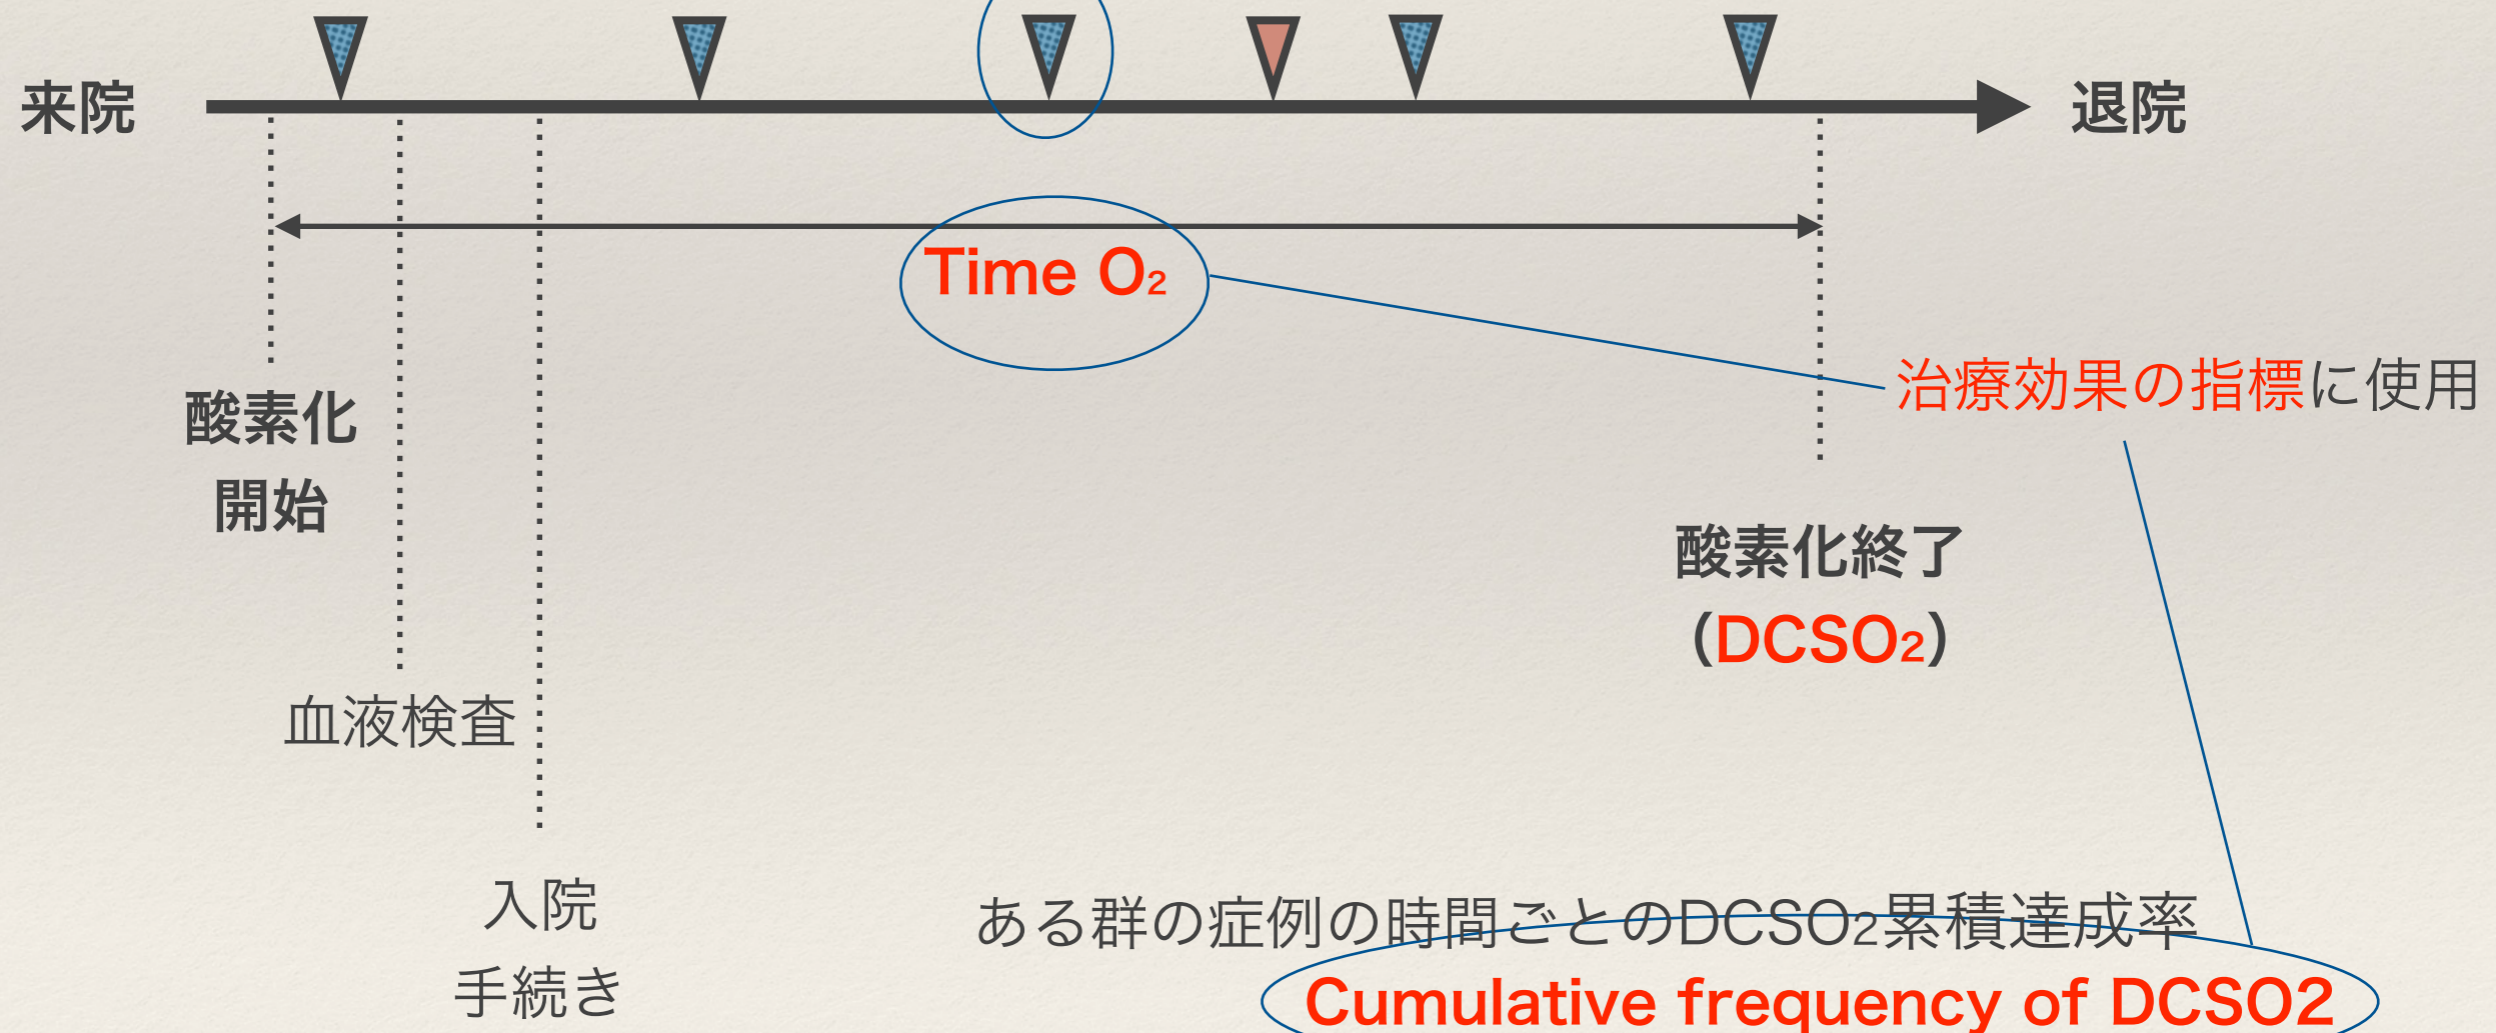 来院
退院
Time O₂
治療効果の指標に使用
酸素化
開始
酸素化終了
(DCSO₂)
血液検査
入院
手続き
ある群の症例の時間ごとのDCSO₂累積達成率
Cumulative frequency of DCSO2